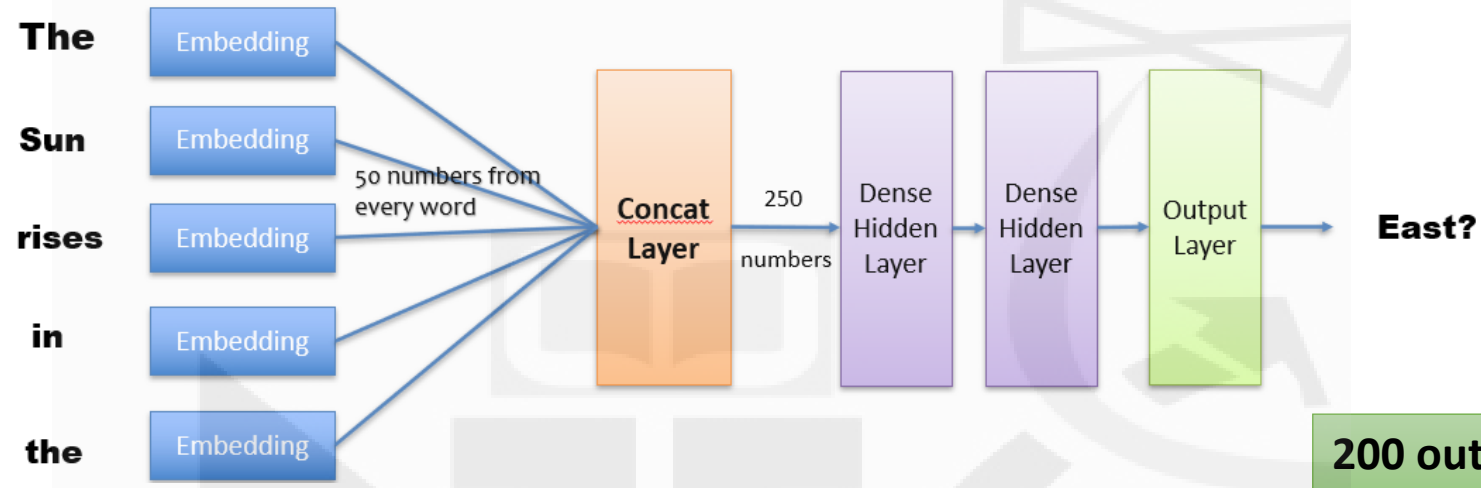 The
Embedding
Sun
Embedding
50 numbers from
every word
rises
Embedding
in
Embedding
the
Embedding
Concat
Layer
250
numbers
Dense
Hidden
Layer
Dense
Hidden
Layer
Output
Layer
East?
200 out